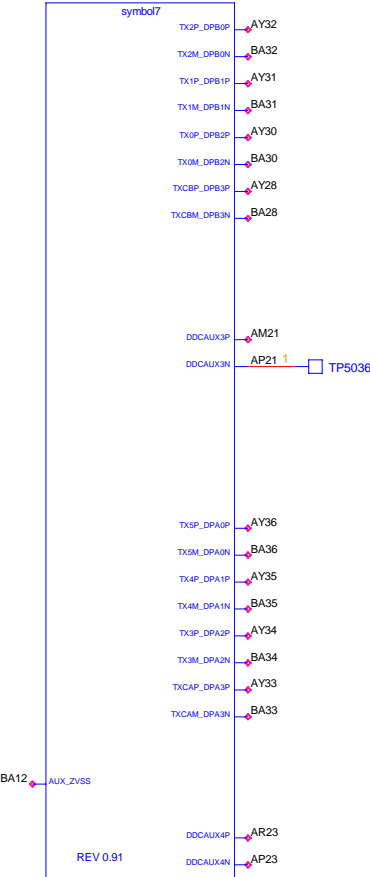 symbol7
TX2P_DPB0P AY32
TX2M_DPB0N BA32
TX1P_DPB1P AY31
TX1M_DPB1N BA31
TX0P_DPB2P AY30
TX0M_DPB2N BA30
TXCBP_DPB3P AY28
TXCBM_DPB3N BA28
DDCAUX3P AM21
DDCAUX3N AP21 1 TP5036
TX5P_DPA0P AY36
TX5M_DPA0N BA36
TX4P_DPA1P AY35
TX4M_DPA1N BA35
TX3P_DPA2P AY34
TX3M_DPA2N BA34
TXCAP_DPA3P AY33
TXCAM_DPA3N BA33
BA12 AUX_ZVSS
DDCAUX4P AR23
REV 0.91
DDCAUX4N AP23